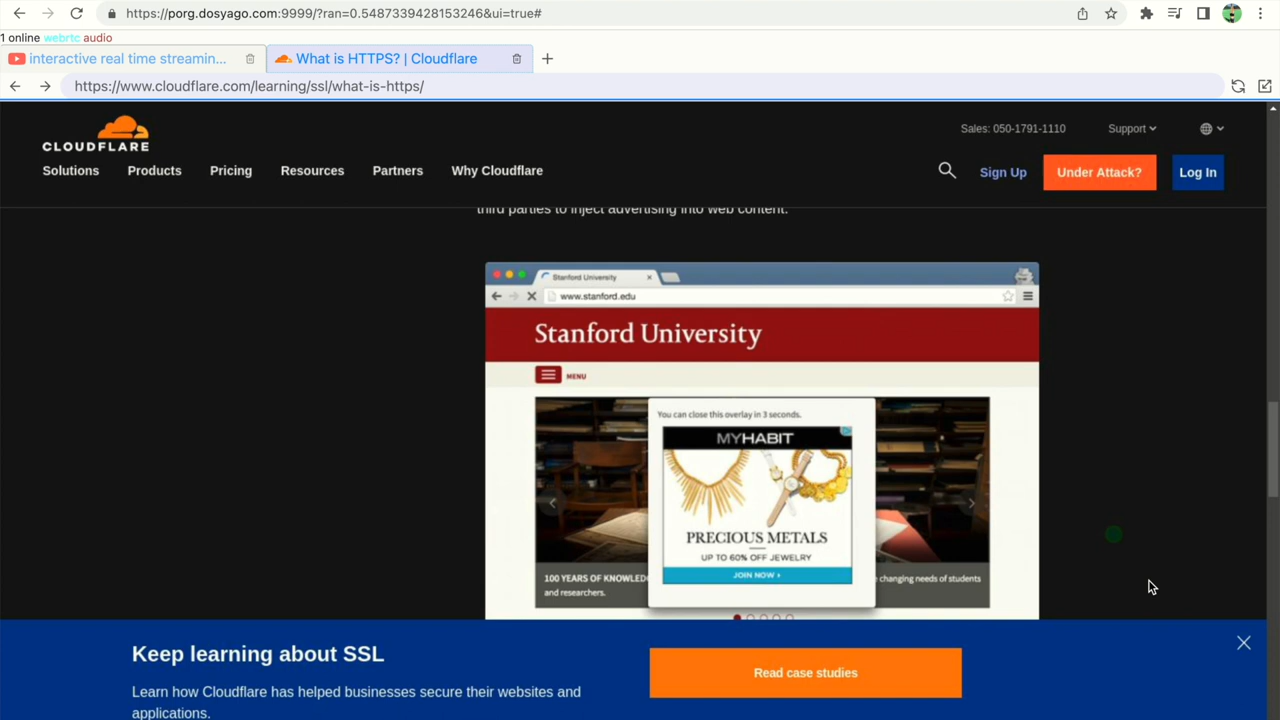 https://porg.dosyago.com:9999/?ran=0.5487339428153246&ui=true#
1 online webrtc audio
interactive real time streamin...
What is HTTPS? | Cloudflare
https://www.cloudflare.com/learning/ssl/what-is-https/
CLOUDFLARE
Sales: 050-1791-1110
Support
Solutions
Products
Pricing
Resources
Partners
Why Cloudflare
Sign Up
Under Attack?
Log In
third parties to inject advertising into web content.
Stanford University
www.stanford.edu
Stanford University
MENU
You can close this overlay in 3 seconds.
MYHABIT
PRECIOUS METALS
UP TO 60% OFF JEWELRY
JOIN NOW
100 YEARS OF KNOWLED
e changing needs of students
and researchers.
Keep learning about SSL
Learn how Cloudflare has helped businesses secure their websites and
applications.
Read case studies